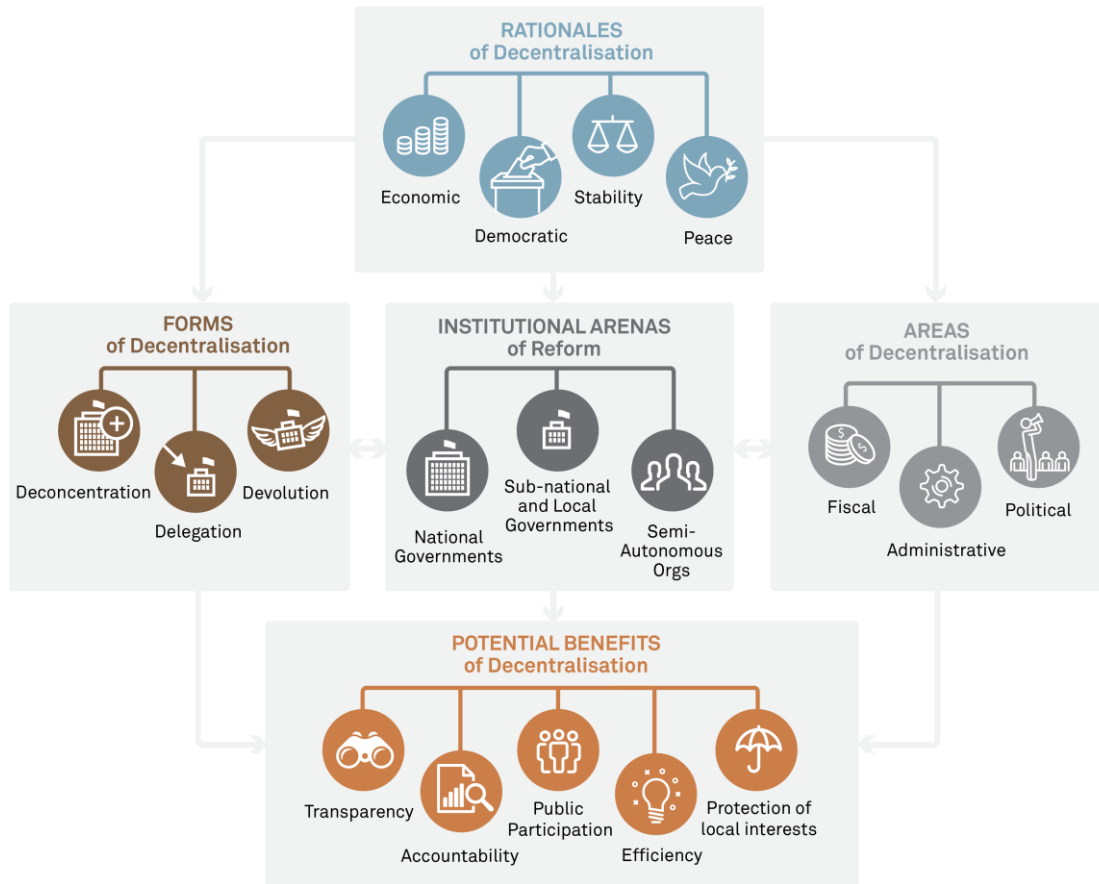 RATIONALES
of Decentralisation
Economic
Democratic
Stability
Peace
FORMS
of Decentralisation
Deconcentration
Delegation
Devolution
INSTITUTIONAL ARENAS
of Reform
National
Governments
Sub-national
and Local
Governments
Semi-
Autonomous
Orgs
AREAS
of Decentralisation
$
$
Fiscal
Administrative
Political
POTENTIAL BENEFITS
of Decentralisation
Transparency
Accountability
Public
Participation
Efficiency
Protection of
local interests